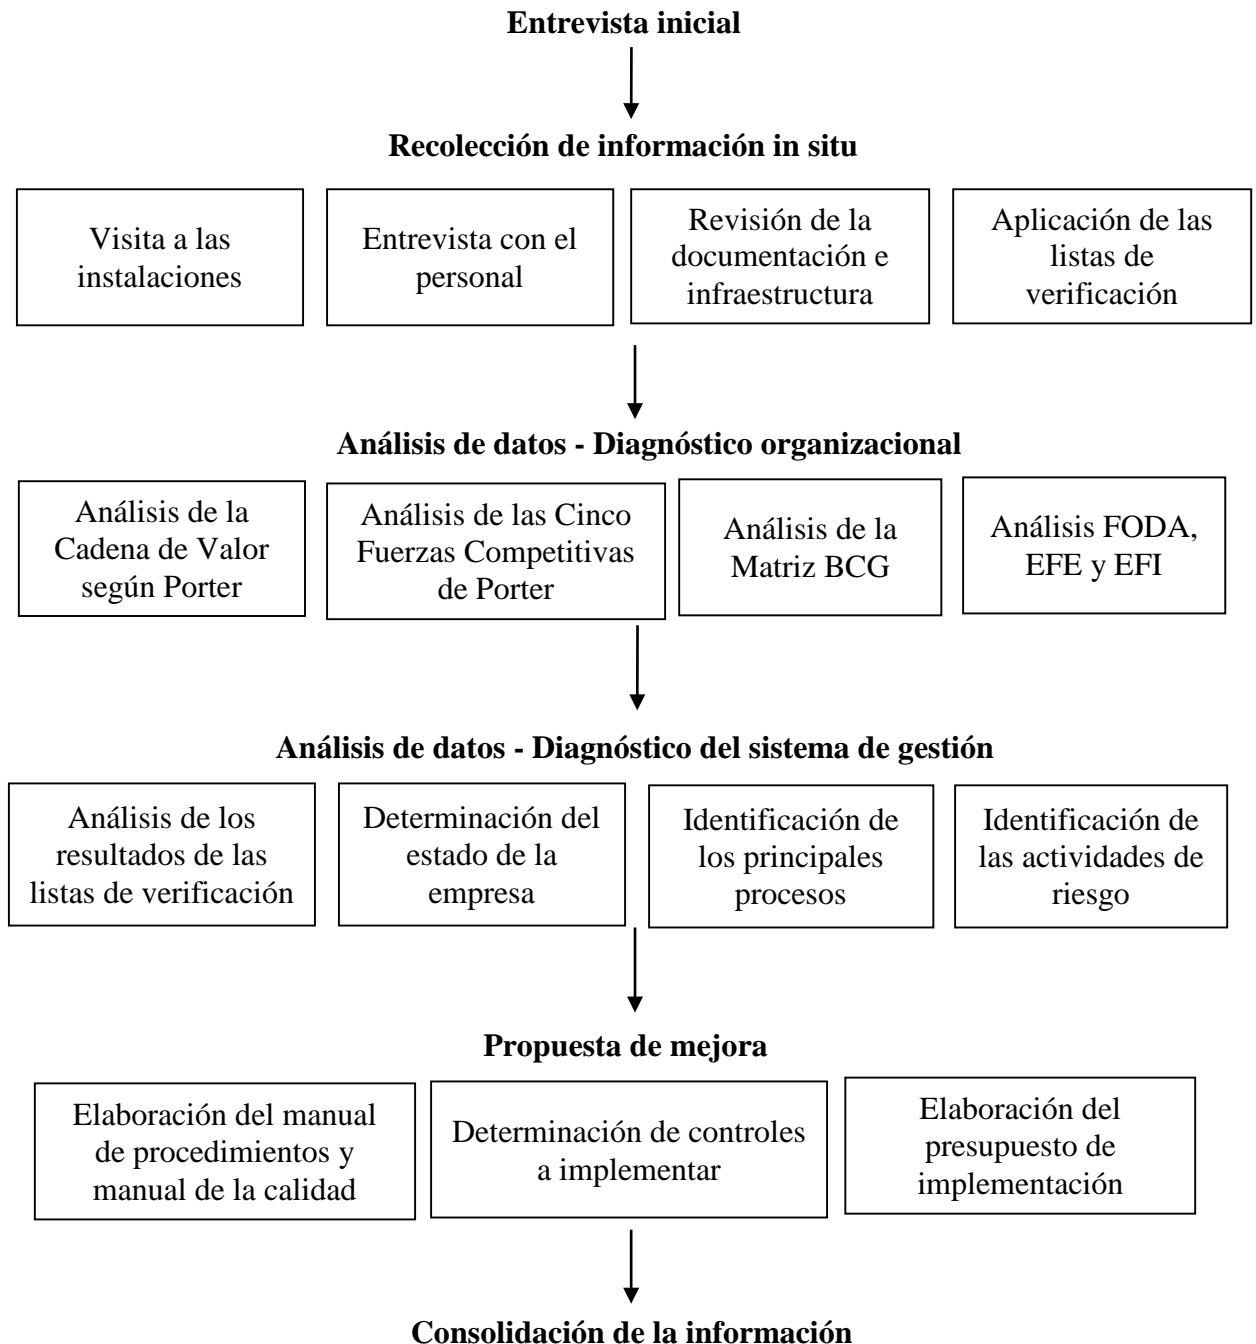 Entrevista inicial
Recolección de información in situ
Visita a las
instalaciones
Entrevista con el
personal
Revisión de la
documentación e
infraestructura
Aplicación de las
listas de
verificación
Análisis de datos - Diagnóstico organizacional
Análisis de la
Cadena de Valor
según Porter
Análisis de las Cinco
Fuerzas Competitivas
de Porter
Análisis de la
Matriz BCG
Análisis FODA,
EFE y EFI
Análisis de datos - Diagnóstico del sistema de gestión
Análisis de los
resultados de las
listas de verificación
Determinación del
estado de la
empresa
Identificación de
los principales
procesos
Identificación de
las actividades de
riesgo
Propuesta de mejora
Elaboración del manual
de procedimientos y
manual de la calidad
Determinación de controles
a implementar
Elaboración del
presupuesto de
implementación
Consolidación de la información